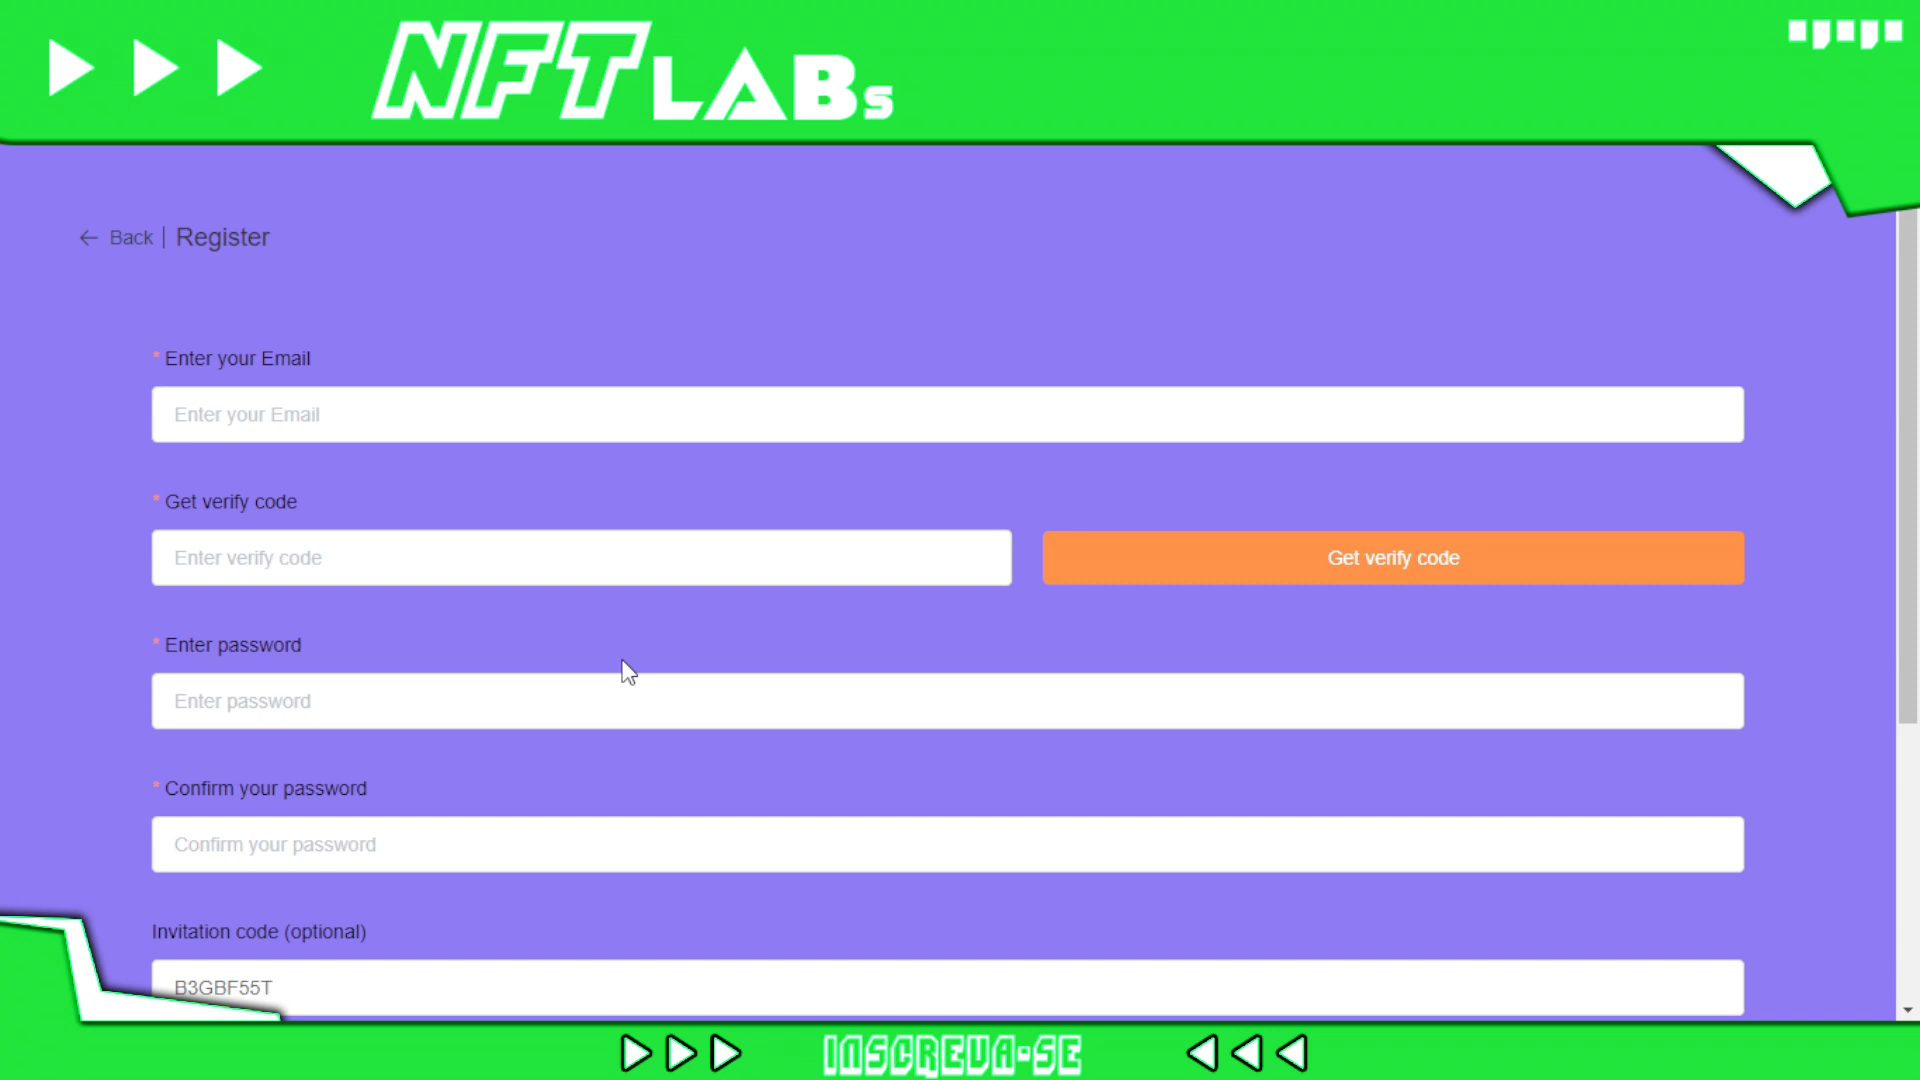 NFT LABs
Back | Register
* Enter your Email
Enter your Email
* Get verify code
Enter verify code
Get verify code
* Enter password
Enter password
* Confirm your password
Confirm your password
Invitation code (optional)
B3GBF55T
INSCREVA-SE